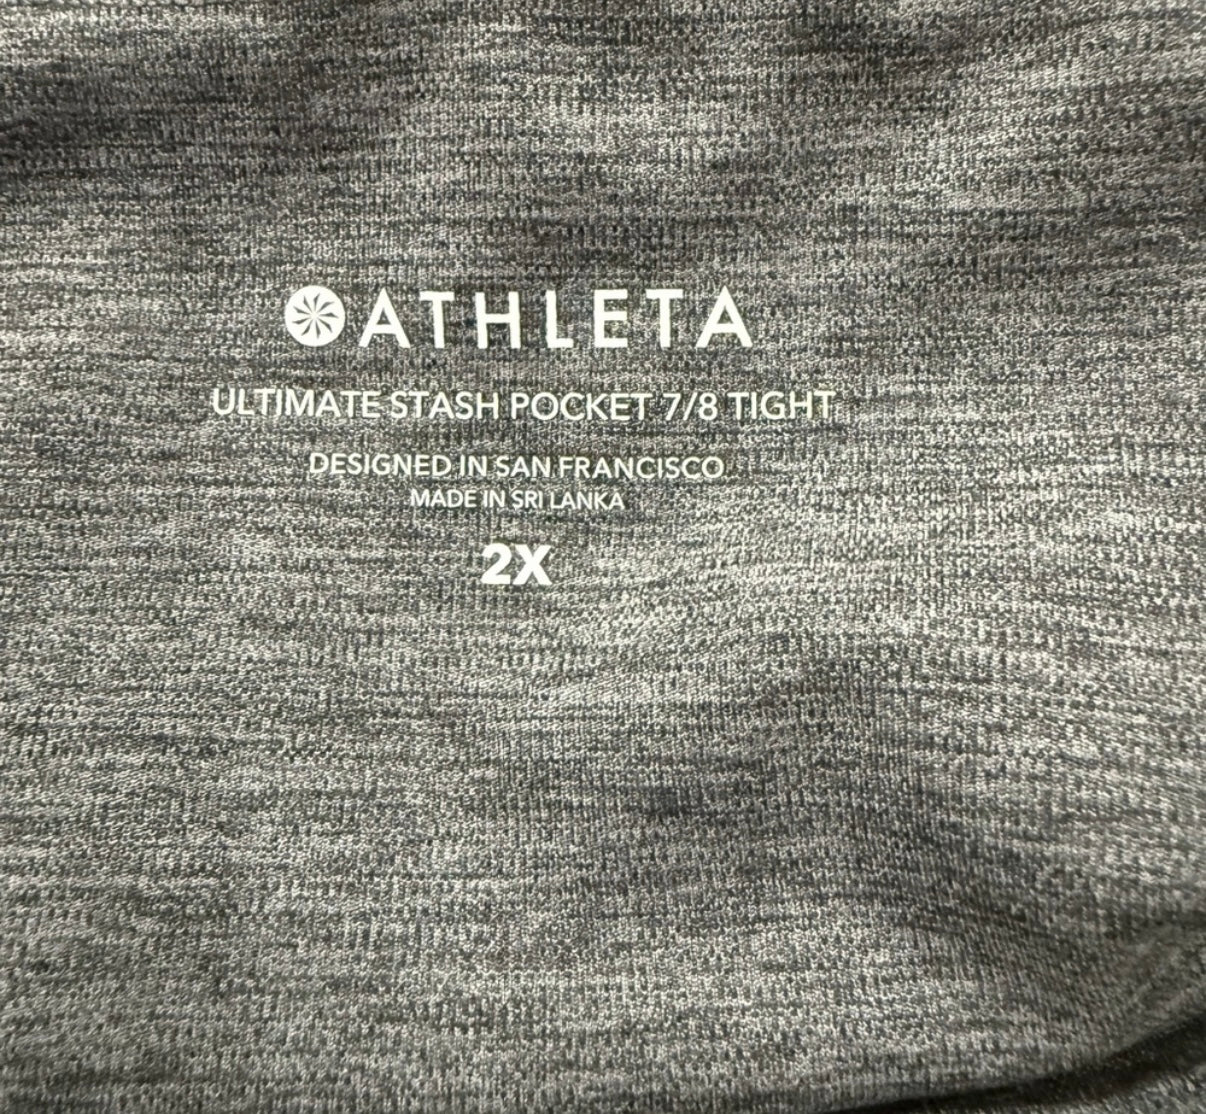 ATHLETA
ULTIMATE STASH POCKET 7/8 TIGHT
DESIGNED IN SAN FRANCISCO
MADE IN SRI LANKA
2X